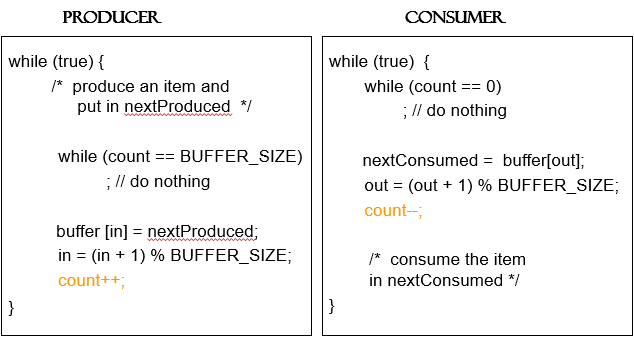 PRODUCER
while (true) {
/* produce an item and
put in nextProduced */
while (count == BUFFER_SIZE)
; // do nothing
buffer [in] = nextProduced;
in = (in + 1) % BUFFER_SIZE;
count++;
}
CONSUMER
while (true) {
while (count == 0)
; // do nothing
nextConsumed = buffer[out];
out = (out + 1) % BUFFER_SIZE;
count--;
/* consume the item
in nextConsumed */
}